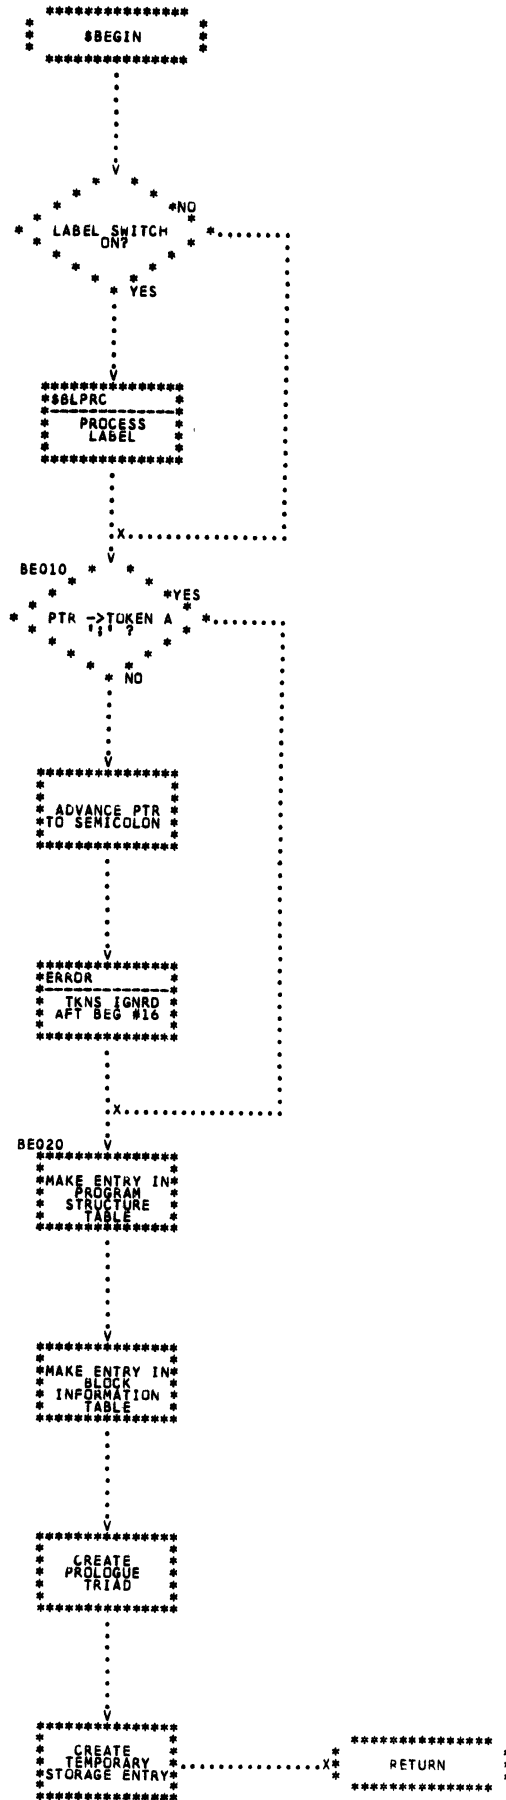 $BEGIN
NO
LABEL SWITCH
ON?
YES
$BLPRC
PROCESS
LABEL
X
BE010
YES
PTR ->TOKEN A
';' ?
NO
ADVANCE PTR
TO SEMICOLON
ERROR
TKNS IGNRD
AFT BEG #16
X
BE020
MAKE ENTRY IN
PROGRAM
STRUCTURE
TABLE
MAKE ENTRY IN
BLOCK
INFORMATION
TABLE
CREATE
PROLOGUE
TRIAD
CREATE
TEMPORARY
STORAGE ENTRY
X
RETURN